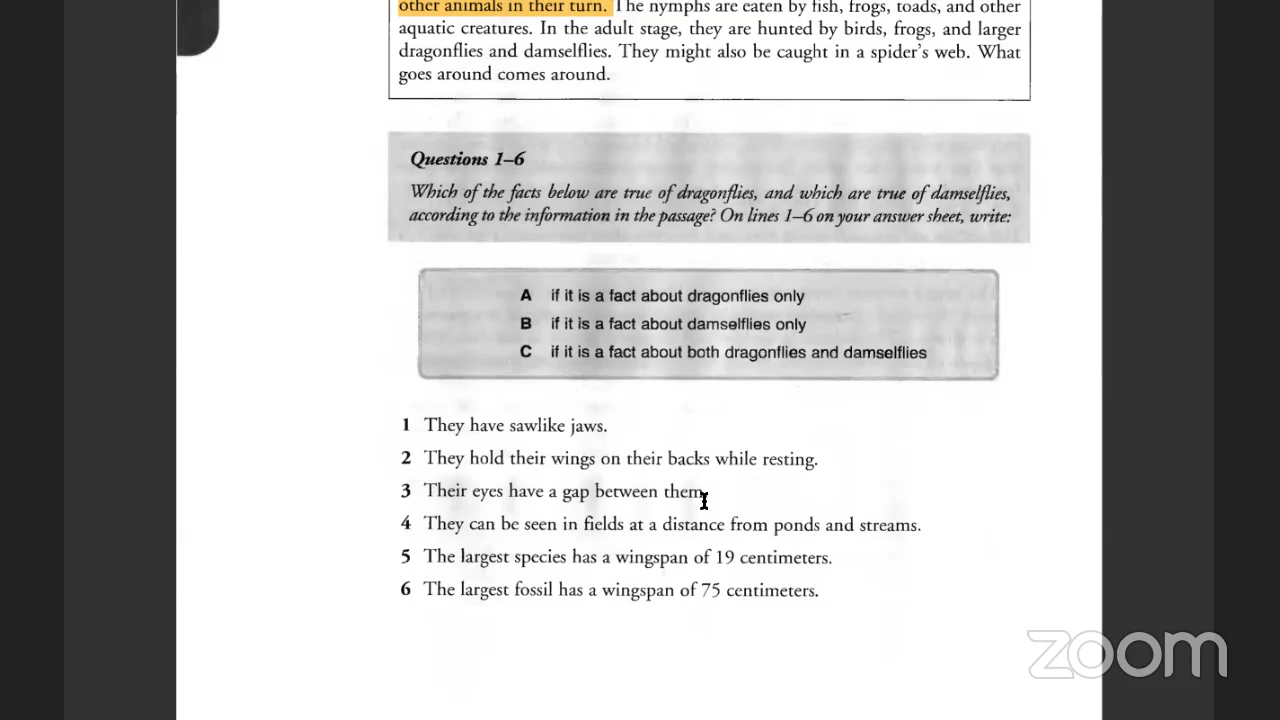 other animals in their turn. The nymphs are eaten by fish, frogs, toads, and other
aquatic creatures. In the adult stage, they are hunted by birds, frogs, and larger
dragonflies and damselflies. They might also be caught in a spider's web. What
goes around comes around.
Questions 1–6
Which of the facts below are true of dragonflies, and which are true of damselflies,
according to the information in the passage? On lines 1–6 on your answer sheet, write:
A if it is a fact about dragonflies only
B if it is a fact about damselflies only
C if it is a fact about both dragonflies and damselflies
1 They have sawlike jaws.
2 They hold their wings on their backs while resting.
3 Their eyes have a gap between them
4 They can be seen in fields at a distance from ponds and streams.
5 The largest species has a wingspan of 19 centimeters.
6 The largest fossil has a wingspan of 75 centimeters.
zoom